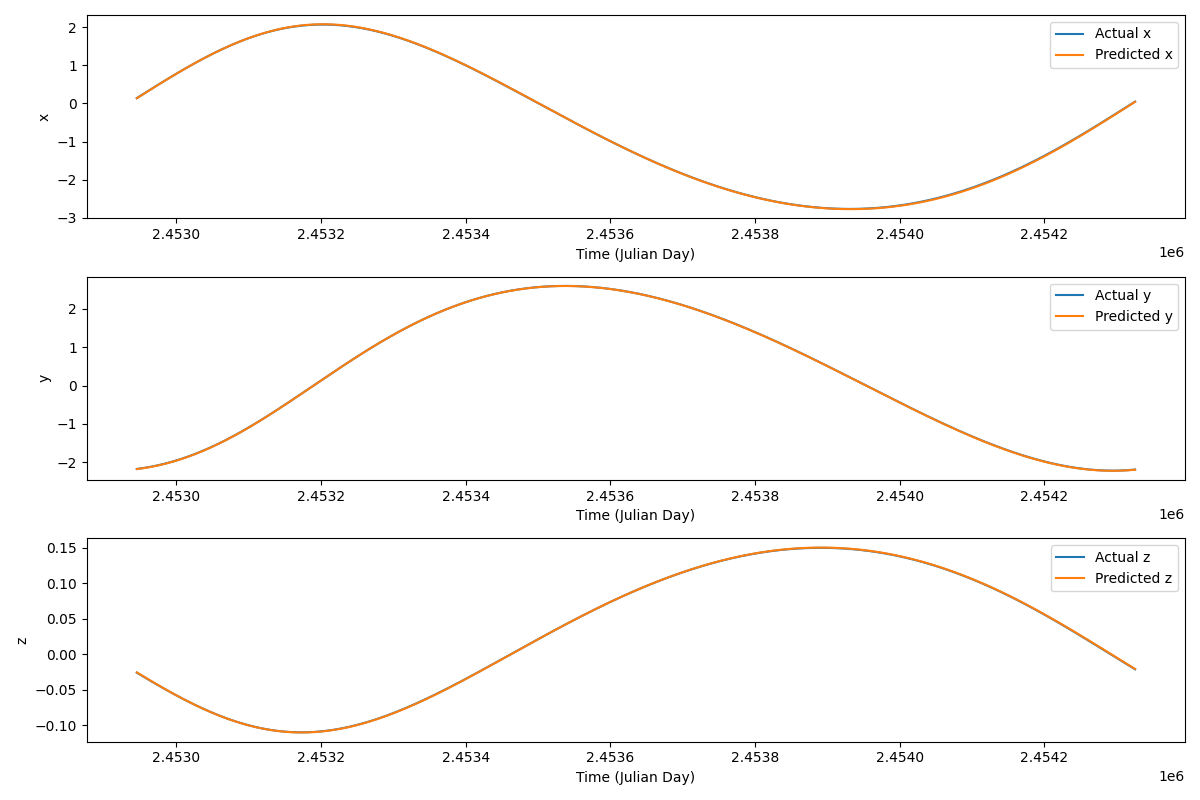 2
1
0
−1
−2
−3
x
Actual x
Predicted x
2.4530 2.4532 2.4534 2.4536 2.4538 2.4540 2.4542
Time (Julian Day)
1e6
2
1
0
−1
−2
y
Actual y
Predicted y
2.4530 2.4532 2.4534 2.4536 2.4538 2.4540 2.4542
Time (Julian Day)
1e6
0.15
0.10
0.05
0.00
−0.05
−0.10
z
Actual z
Predicted z
2.4530 2.4532 2.4534 2.4536 2.4538 2.4540 2.4542
Time (Julian Day)
1e6